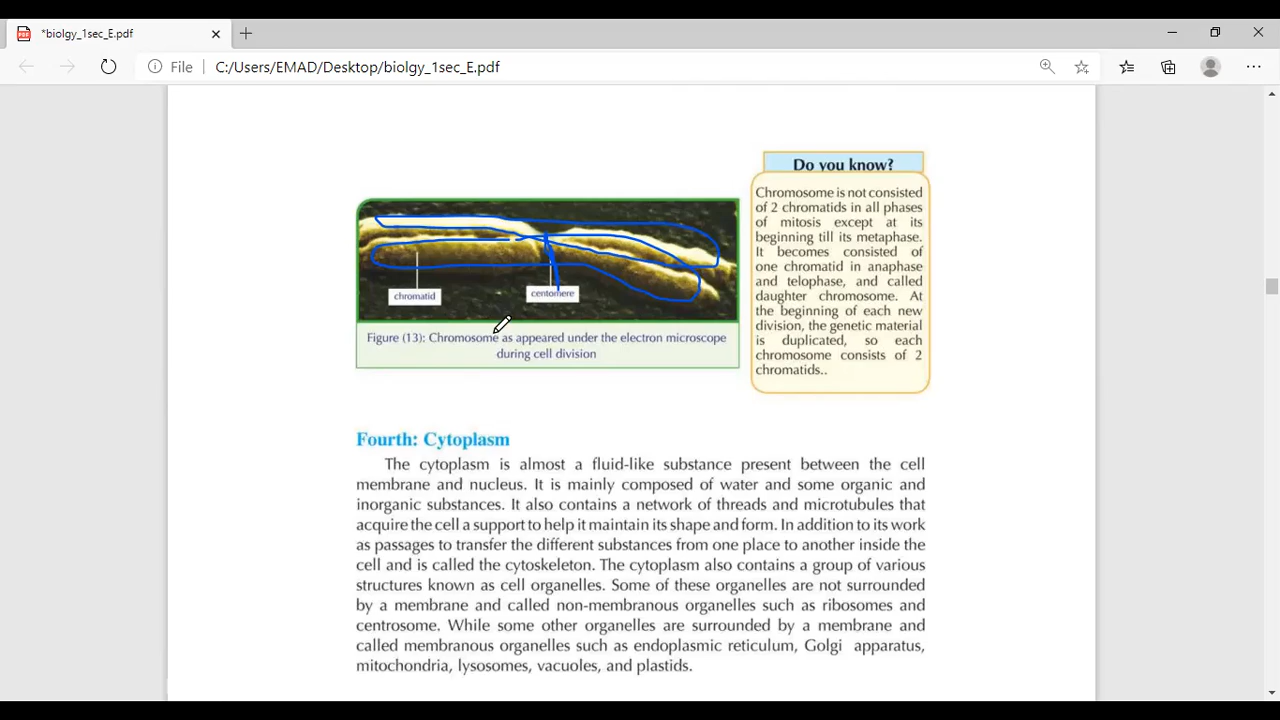 *biolgy_1sec_E.pdf
File
C:/Users/EMAD/Desktop/biolgy_1sec_E.pdf
chromatid
centomere
Figure (13): Chromosome as appeared under the electron microscope
during cell division
Do you know?
Chromosome is not consisted
of 2 chromatids in all phases
of mitosis except at its
beginning till its metaphase.
It becomes consisted of
one chromatid in anaphase
and telophase, and called
daughter chromosome. At
the beginning of each new
division, the genetic material
is duplicated, so each
chromosome consists of 2
chromatids..
Fourth: Cytoplasm
The cytoplasm is almost a fluid-like substance present between the cell
membrane and nucleus. It is mainly composed of water and some organic and
inorganic substances. It also contains a network of threads and microtubules that
acquire the cell a support to help it maintain its shape and form. In addition to its work
as passages to transfer the different substances from one place to another inside the
cell and is called the cytoskeleton. The cytoplasm also contains a group of various
structures known as cell organelles. Some of these organelles are not surrounded
by a membrane and called non-membranous organelles such as ribosomes and
centrosome. While some other organelles are surrounded by a membrane and
called membranous organelles such as endoplasmic reticulum, Golgi apparatus,
mitochondria, lysosomes, vacuoles, and plastids.